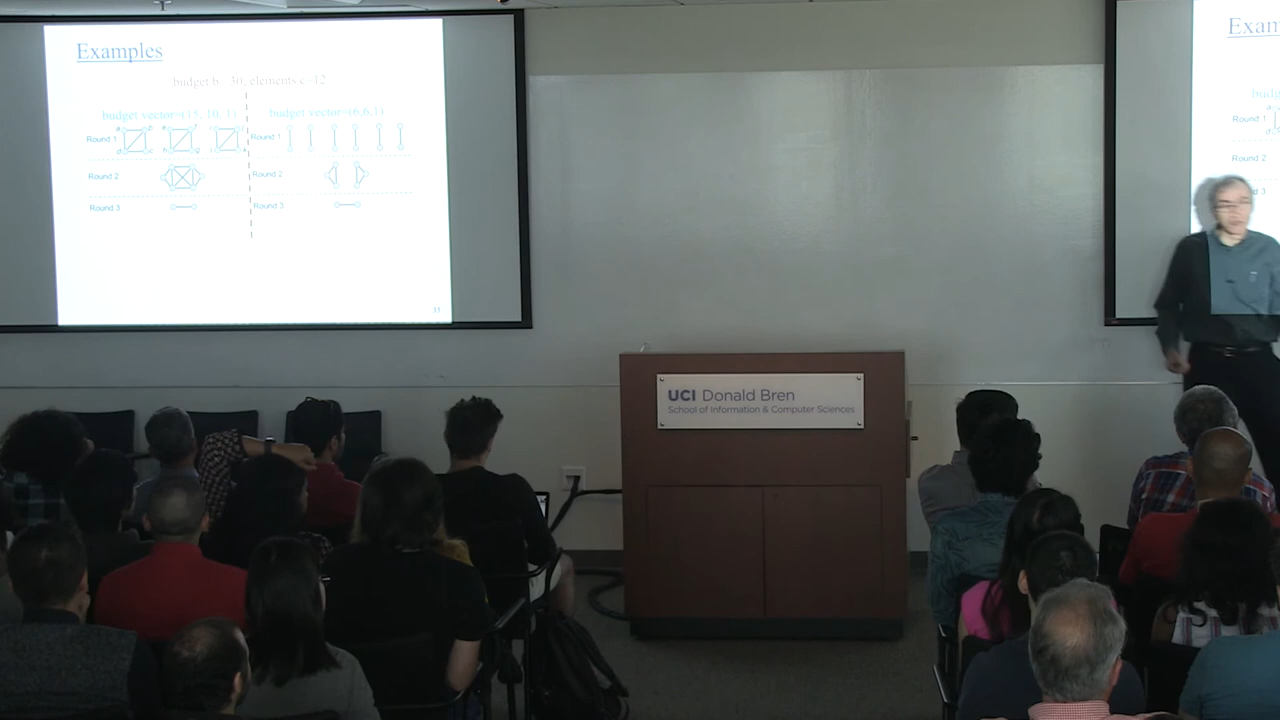 Examples
budget b = 30, elements c=12
budget vector=(15, 10, 1)
budget vector=(6,6,1)
Round 1
Round 1
Round 2
Round 2
Round 3
Round 3
UCI Donald Bren
School of Information & Computer Sciences
Exam
budg
Round 1
Round 2
3